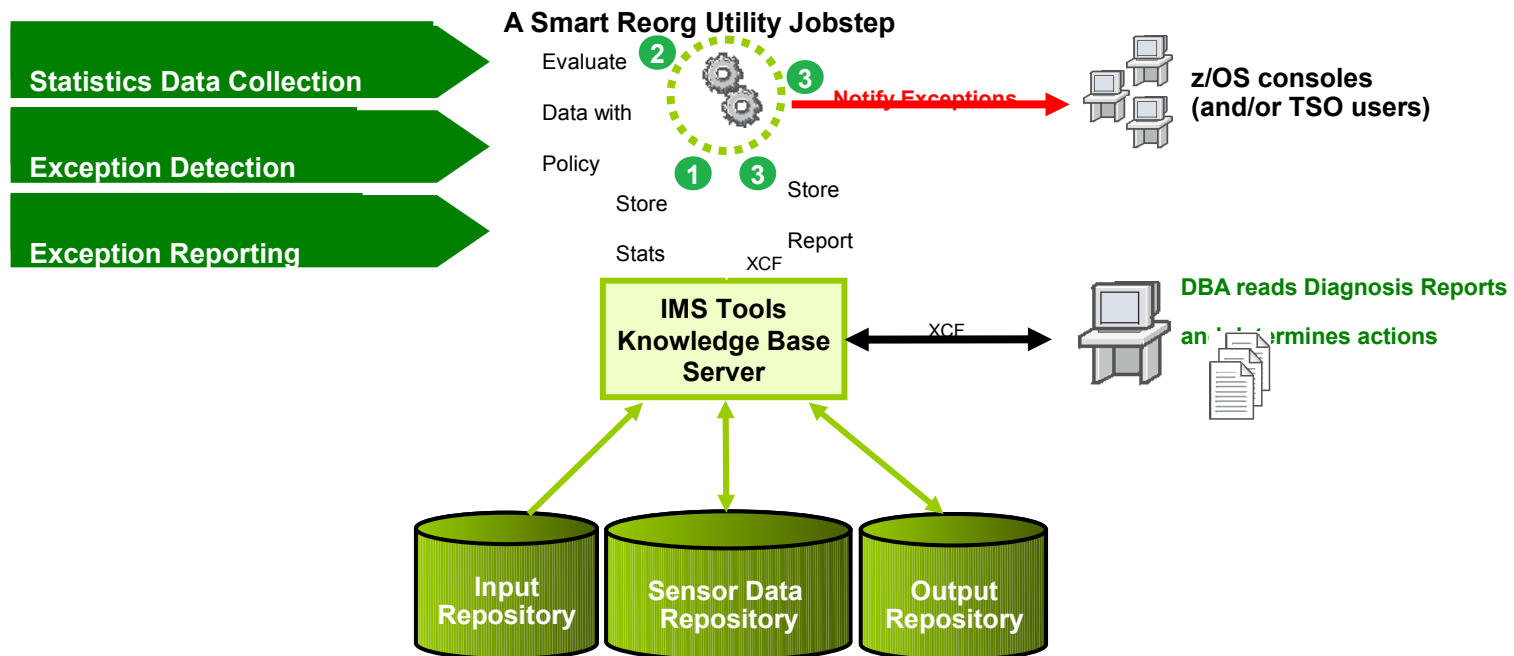 A Smart Reorg Utility Jobstep
Statistics Data Collection
Exception Detection
Exception Reporting
Evaluate
Data with
Policy
2
3
1
3
Store
Stats
Store
Report
XCF
Notify Exceptions
z/OS consoles
(and/or TSO users)
IMS Tools
Knowledge Base
Server
XCF
DBA reads Diagnosis Reports
actions
Input
Repository
Sensor Data
Repository
Output
Repository